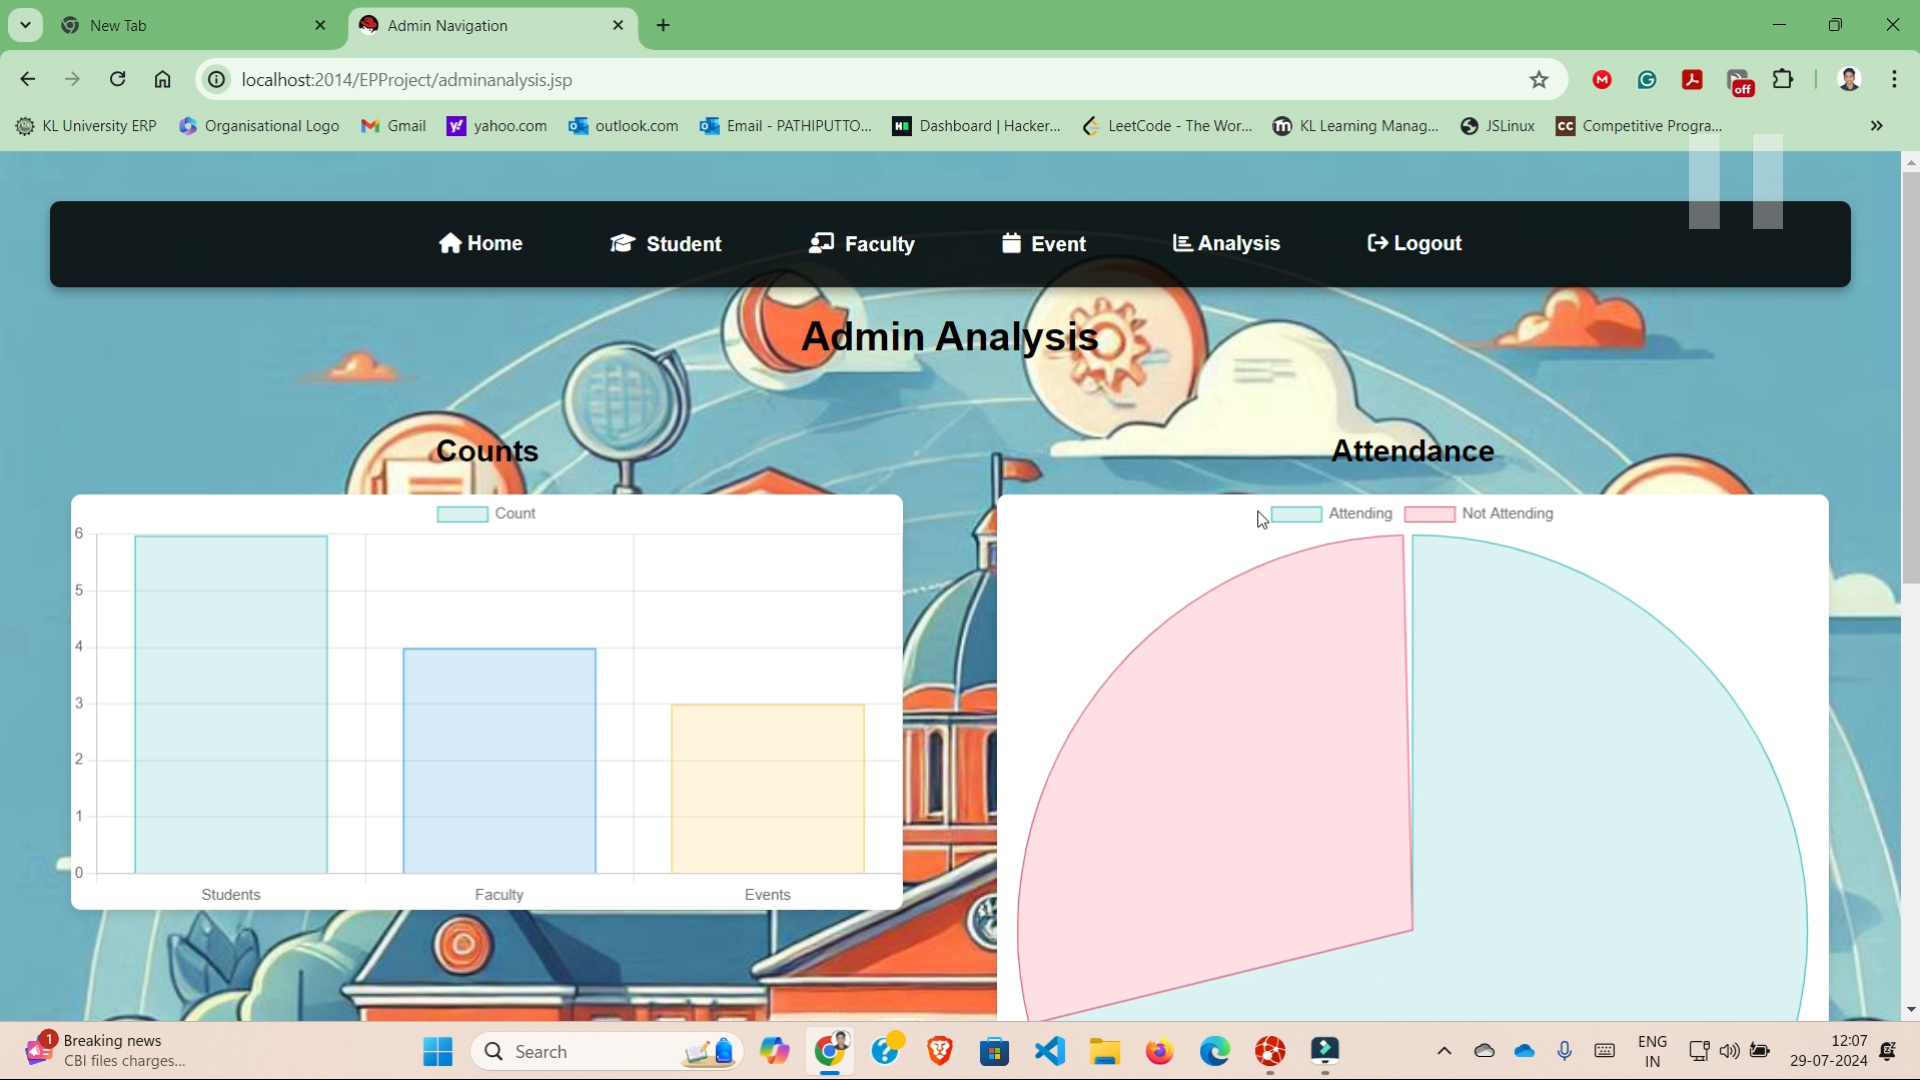 New Tab
Admin Navigation
localhost:2014/EPProject/adminanalysis.jsp
off
KL University ERP
Organisational Logo
Gmail
yahoo.com
outlook.com
Email - PATHIPUTTO...
Dashboard | Hacker...
LeetCode - The Wor...
KL Learning Manag...
JSLinux
CC Competitive Progra...
Home
Student
Faculty
Event
Analysis
Logout
Admin Analysis
Counts
Attendance
Count
6
5
4
3
2
1
0
Students
Faculty
Events
Attending
Not Attending
1
Breaking news
CBI files charges...
Search
ENG
IN
12:07
29-07-2024